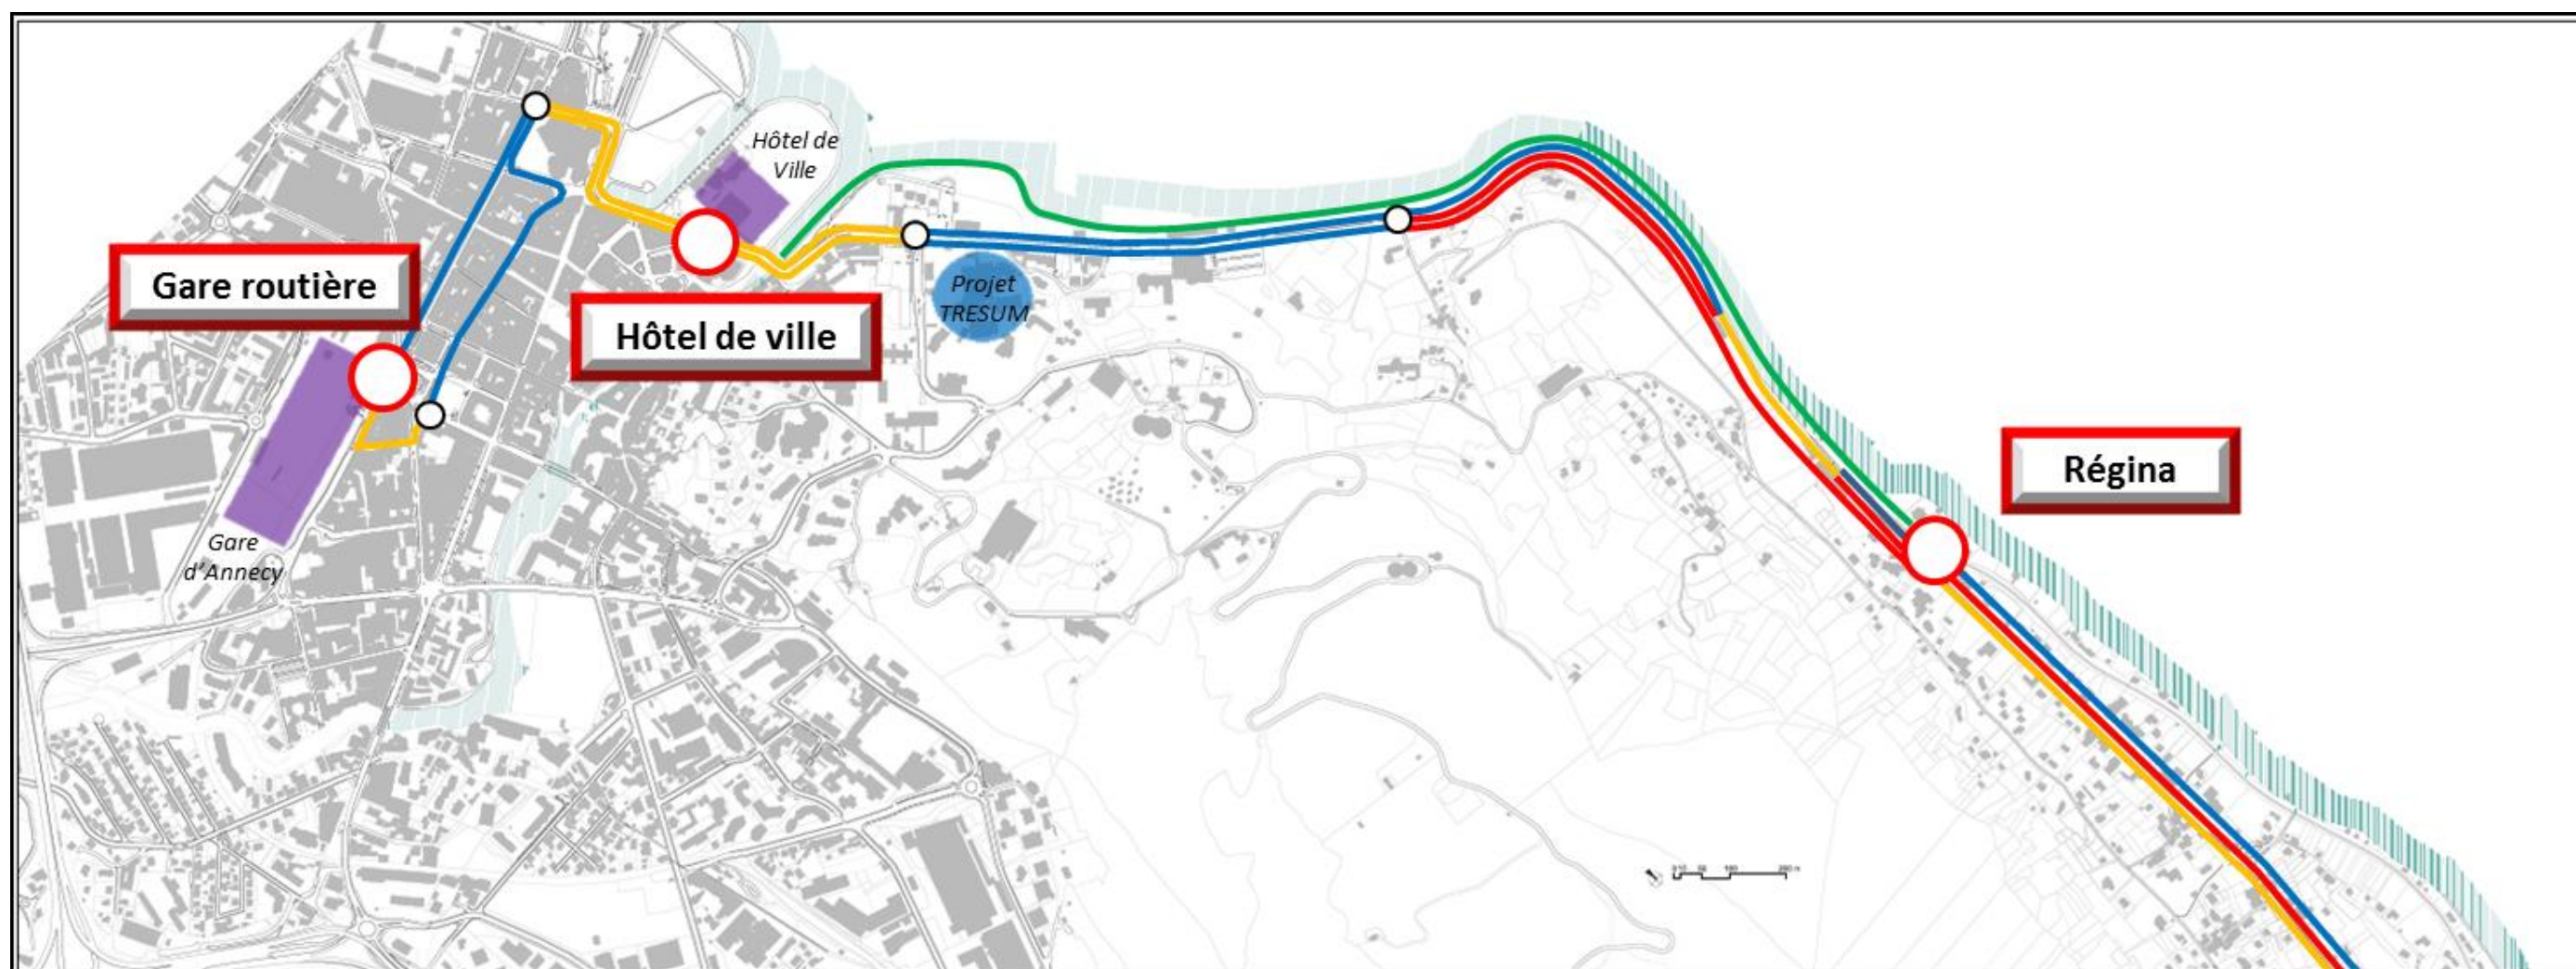 Hôtel de
Ville
Gare routière
Projet
TRESUM
Hôtel de ville
Régina
Gare
d'Annecy